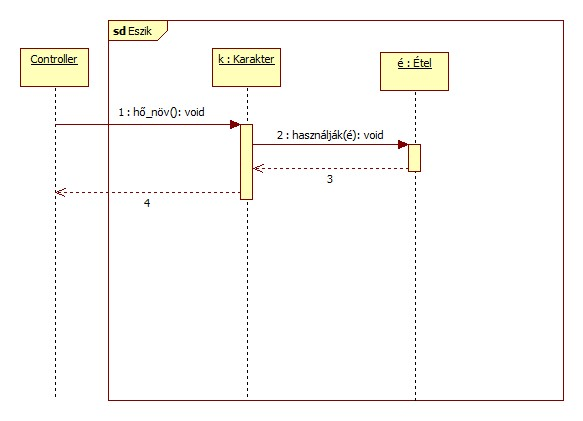 sd Eszik
Controller
k : Karakter
é : Étel
1 : hő_növ(): void
2 : használják(é): void
3
4